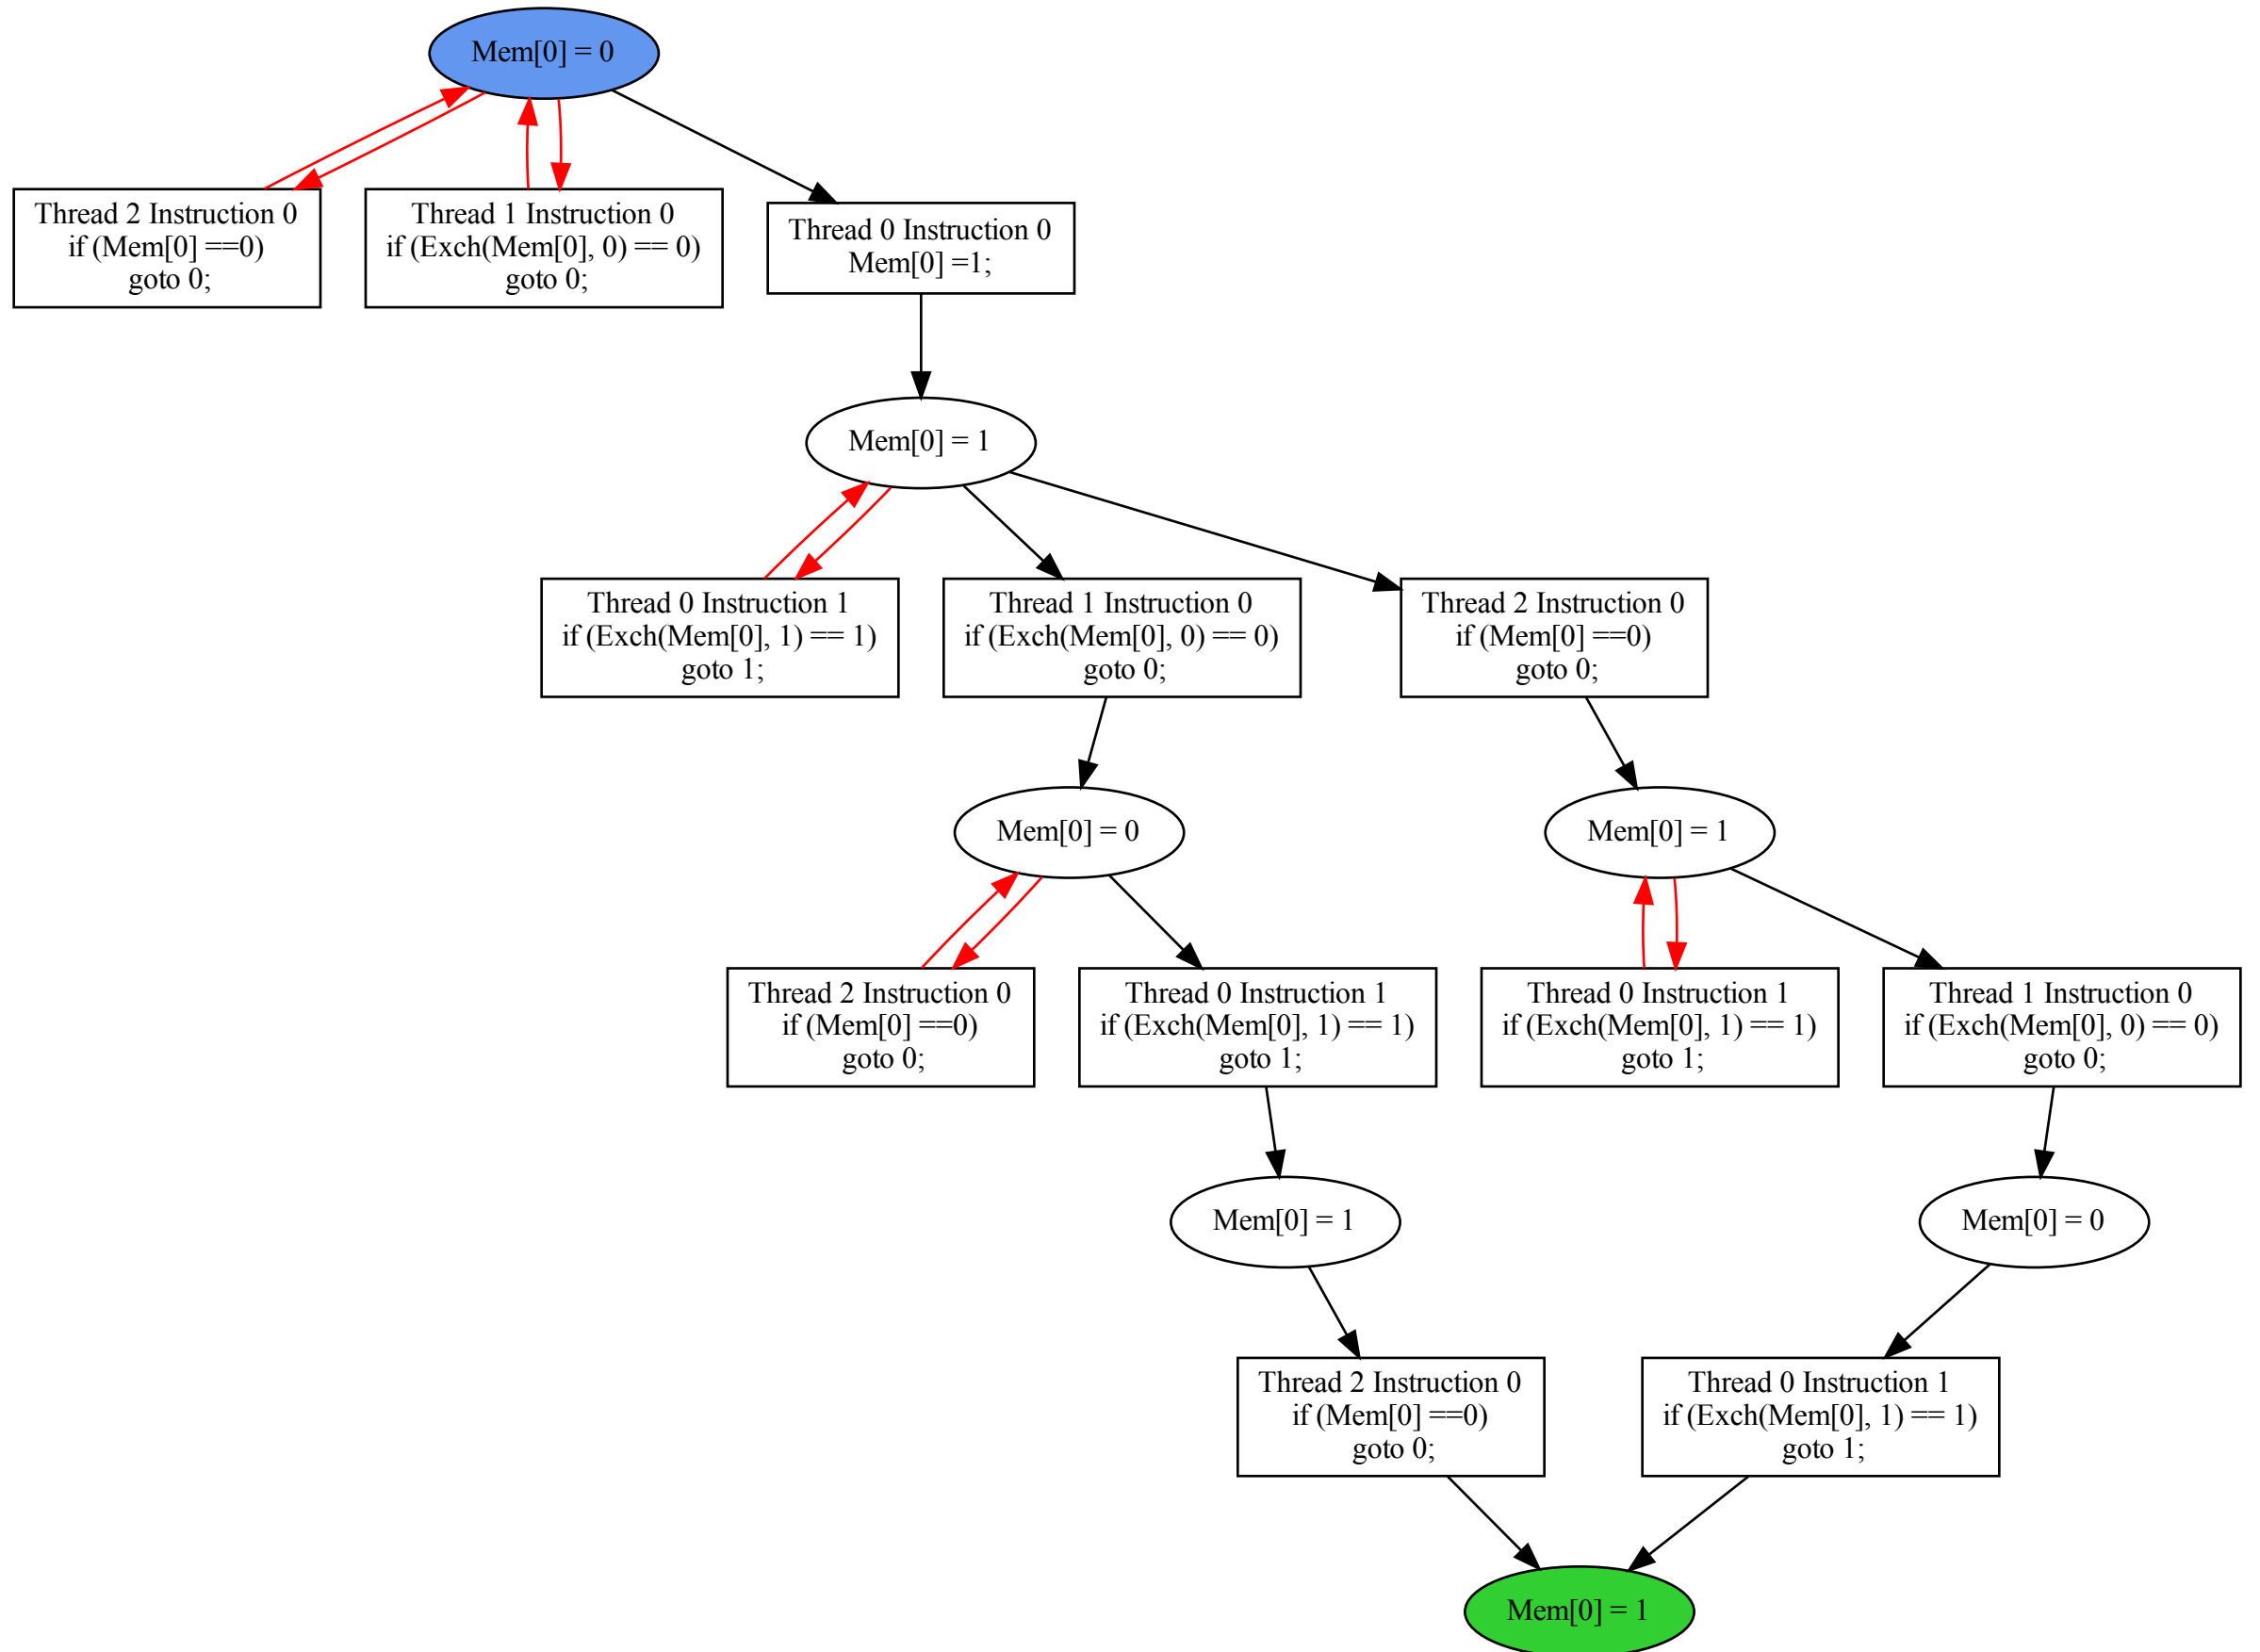 Mem[0] = 0
Thread 2 Instruction 0
if (Mem[0] ==0)
goto 0;
Thread 1 Instruction 0
if (Exch(Mem[0], 0) == 0)
goto 0;
Thread 0 Instruction 0
Mem[0] =1;
Mem[0] = 1
Thread 0 Instruction 1
if (Exch(Mem[0], 1) == 1)
goto 1;
Thread 1 Instruction 0
if (Exch(Mem[0], 0) == 0)
goto 0;
Thread 2 Instruction 0
if (Mem[0] ==0)
goto 0;
Mem[0] = 0
Mem[0] = 1
Thread 2 Instruction 0
if (Mem[0] ==0)
goto 0;
Thread 0 Instruction 1
if (Exch(Mem[0], 1) == 1)
goto 1;
Thread 0 Instruction 1
if (Exch(Mem[0], 1) == 1)
goto 1;
Thread 1 Instruction 0
if (Exch(Mem[0], 0) == 0)
goto 0;
Mem[0] = 1
Mem[0] = 0
Thread 2 Instruction 0
if (Mem[0] ==0)
goto 0;
Thread 0 Instruction 1
if (Exch(Mem[0], 1) == 1)
goto 1;
Mem[0] = 1